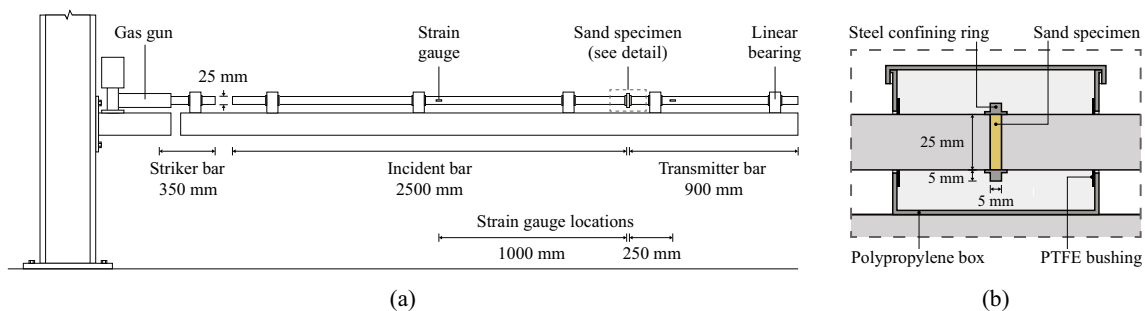 Gas gun
25 mm
Strain
gauge
Sand specimen
(see detail)
Linear
bearing
Striker bar
350 mm
Incident bar
2500 mm
Transmitter bar
900 mm
Strain gauge locations
1000 mm
250 mm
(a)
Steel confining ring
Sand specimen
25 mm
5 mm
5 mm
Polypropylene box
PTFE bushing
(b)